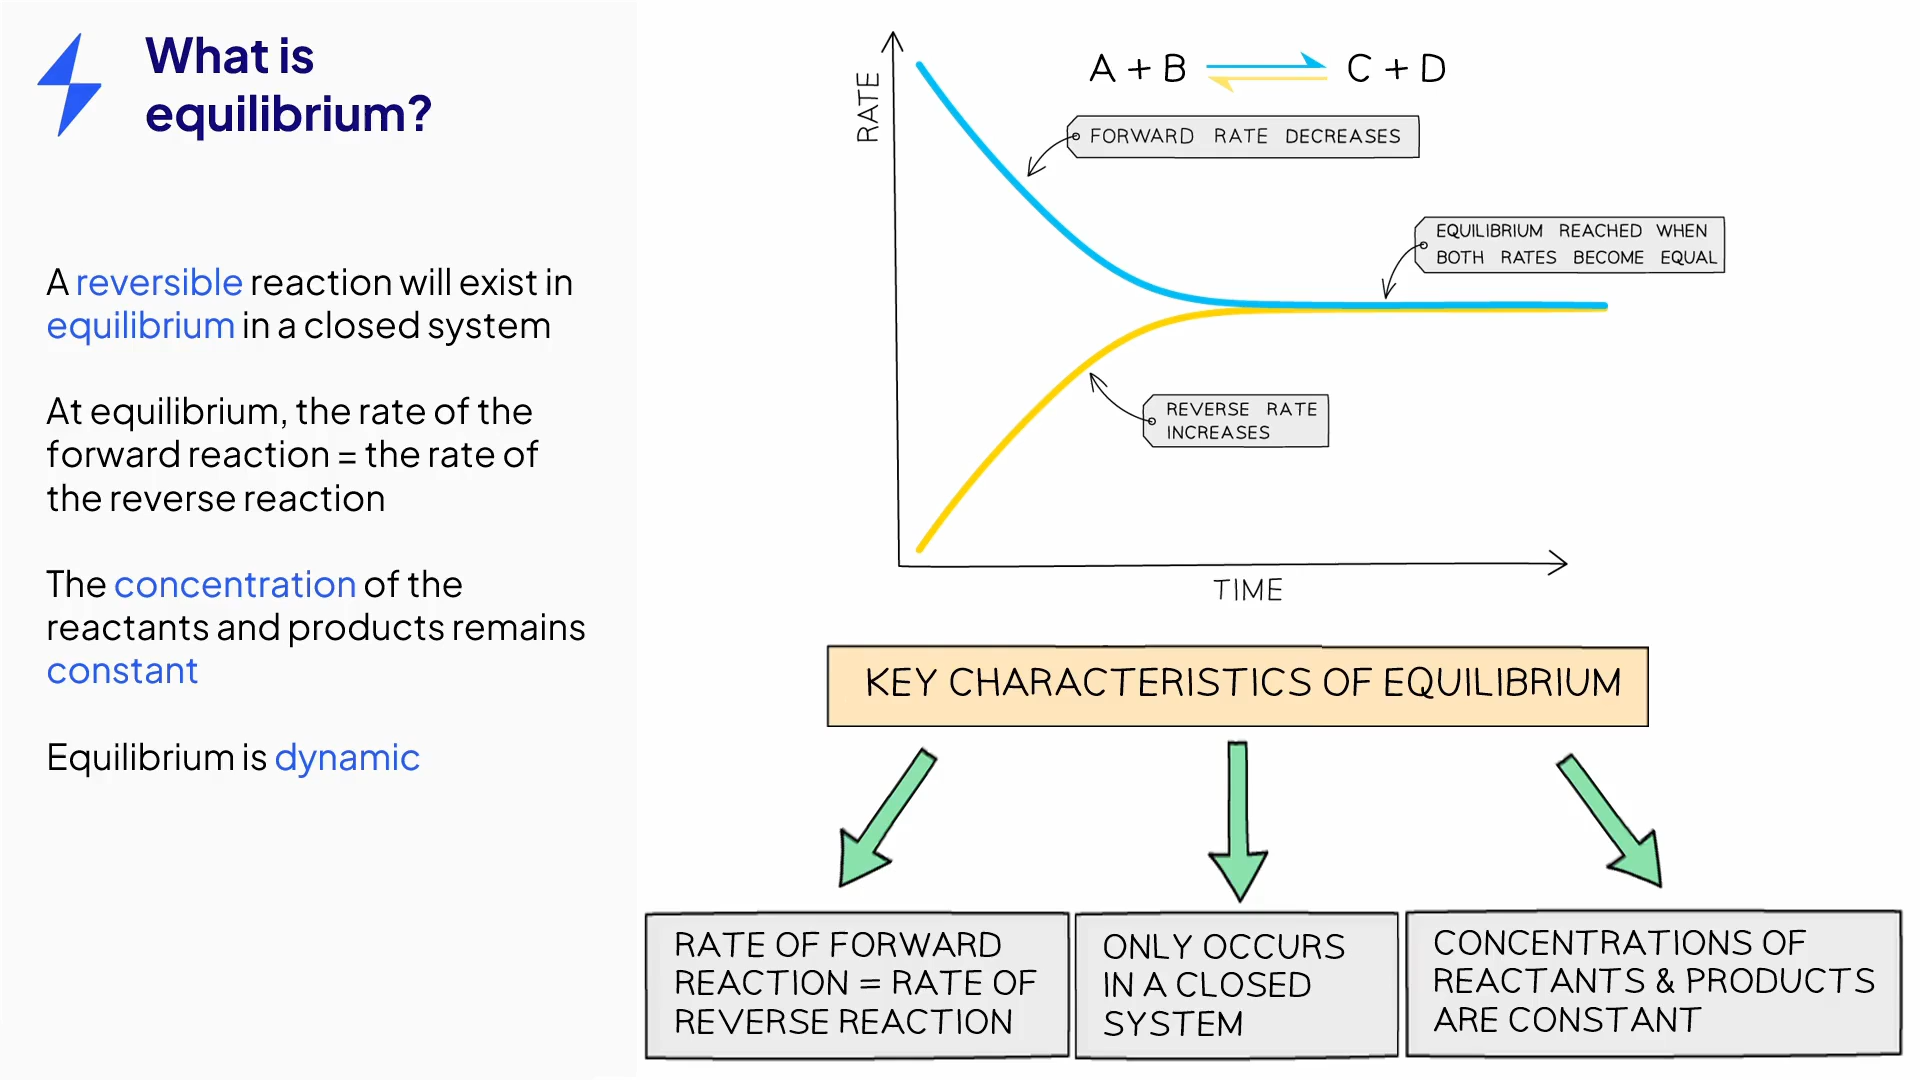 What is
equilibrium?
A reversible reaction will exist in
equilibrium in a closed system
At equilibrium, the rate of the
forward reaction = the rate of
the reverse reaction
The concentration of the
reactants and products remains
constant
Equilibrium is dynamic
RATE
A + B ⇌ C + D
FORWARD RATE DECREASES
EQUILIBRIUM REACHED WHEN
BOTH RATES BECOME EQUAL
REVERSE RATE
INCREASES
TIME
KEY CHARACTERISTICS OF EQUILIBRIUM
RATE OF FORWARD
REACTION = RATE OF
REVERSE REACTION
ONLY OCCURS
IN A CLOSED
SYSTEM
CONCENTRATIONS OF
REACTANTS & PRODUCTS
ARE CONSTANT